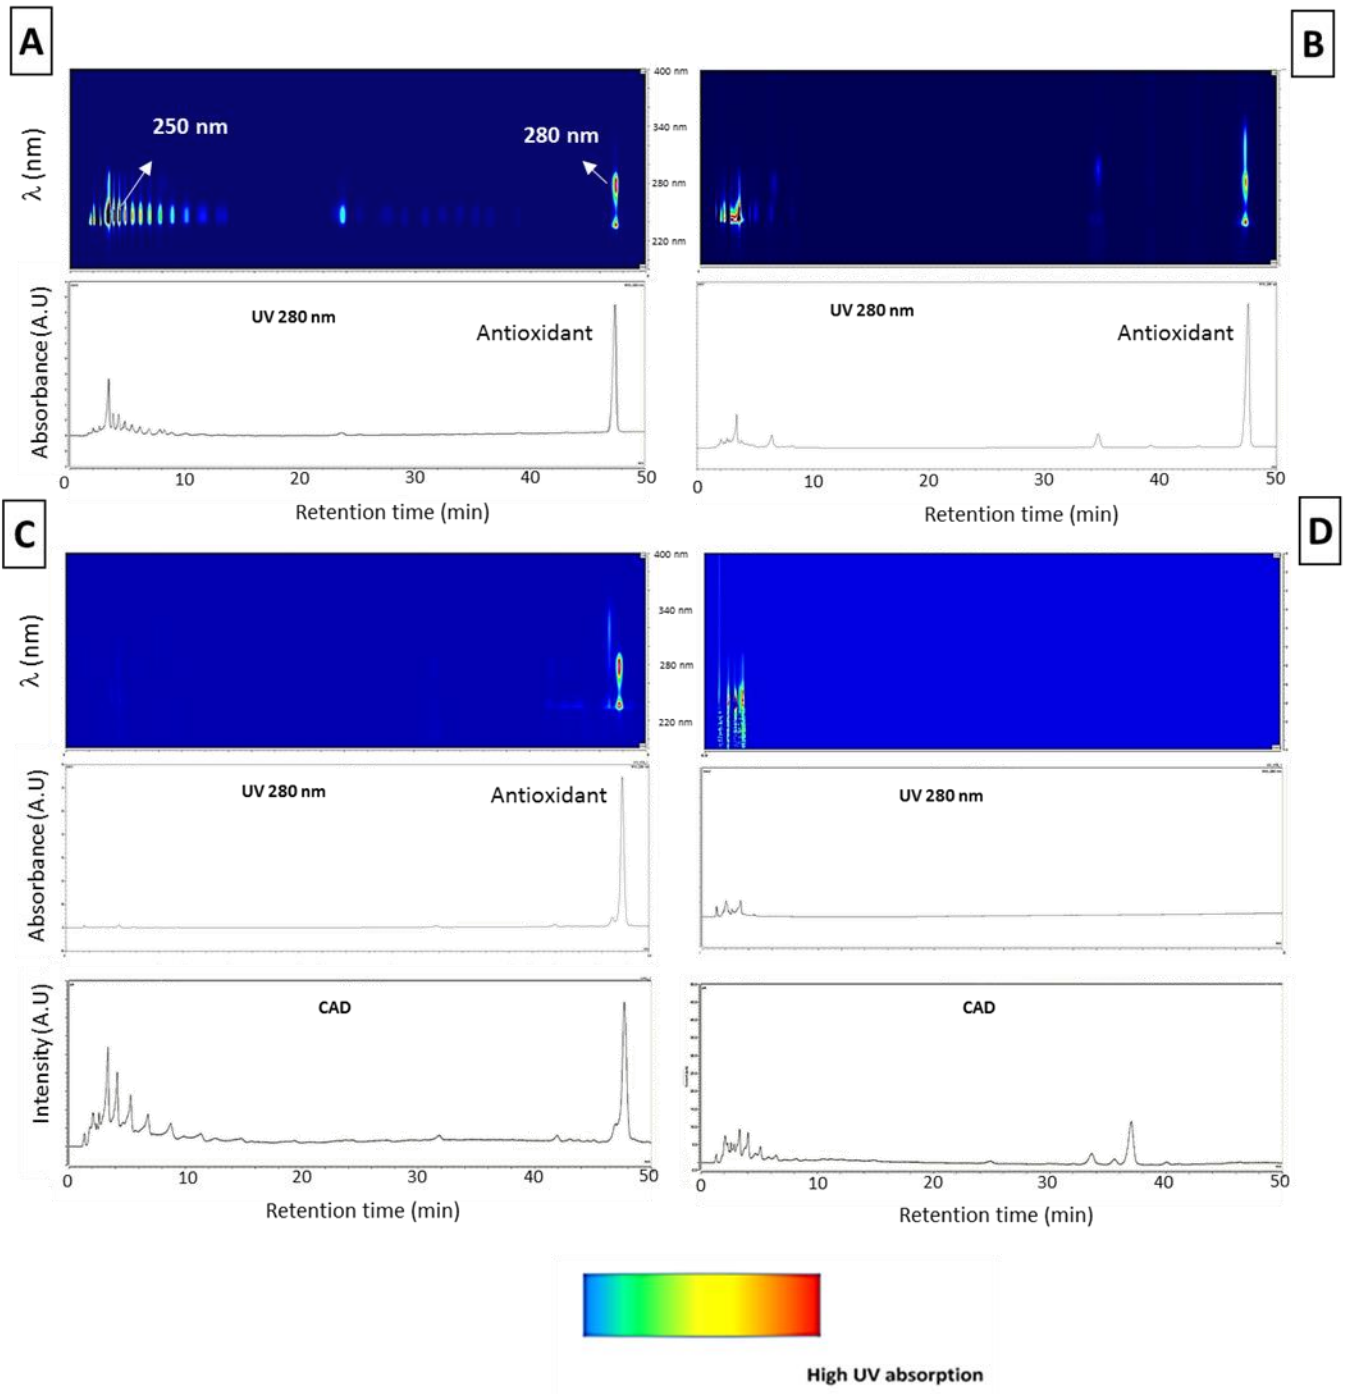 A
B
400 nm
λ (nm)
250 nm
280 nm
340 nm
280 nm
220 nm
Absorbance (A.U)
UV 280 nm
Antioxidant
UV 280 nm
Antioxidant
0 10 20 30 40 50
0 10 20 30 40 50
Retention time (min)
Retention time (min)
C
D
400 nm
λ (nm)
340 nm
280 nm
220 nm
Absorbance (A.U)
UV 280 nm
Antioxidant
UV 280 nm
Intensity (A.U)
CAD
CAD
0 10 20 30 40 50
0 10 20 30 40 50
Retention time (min)
Retention time (min)
High UV absorption